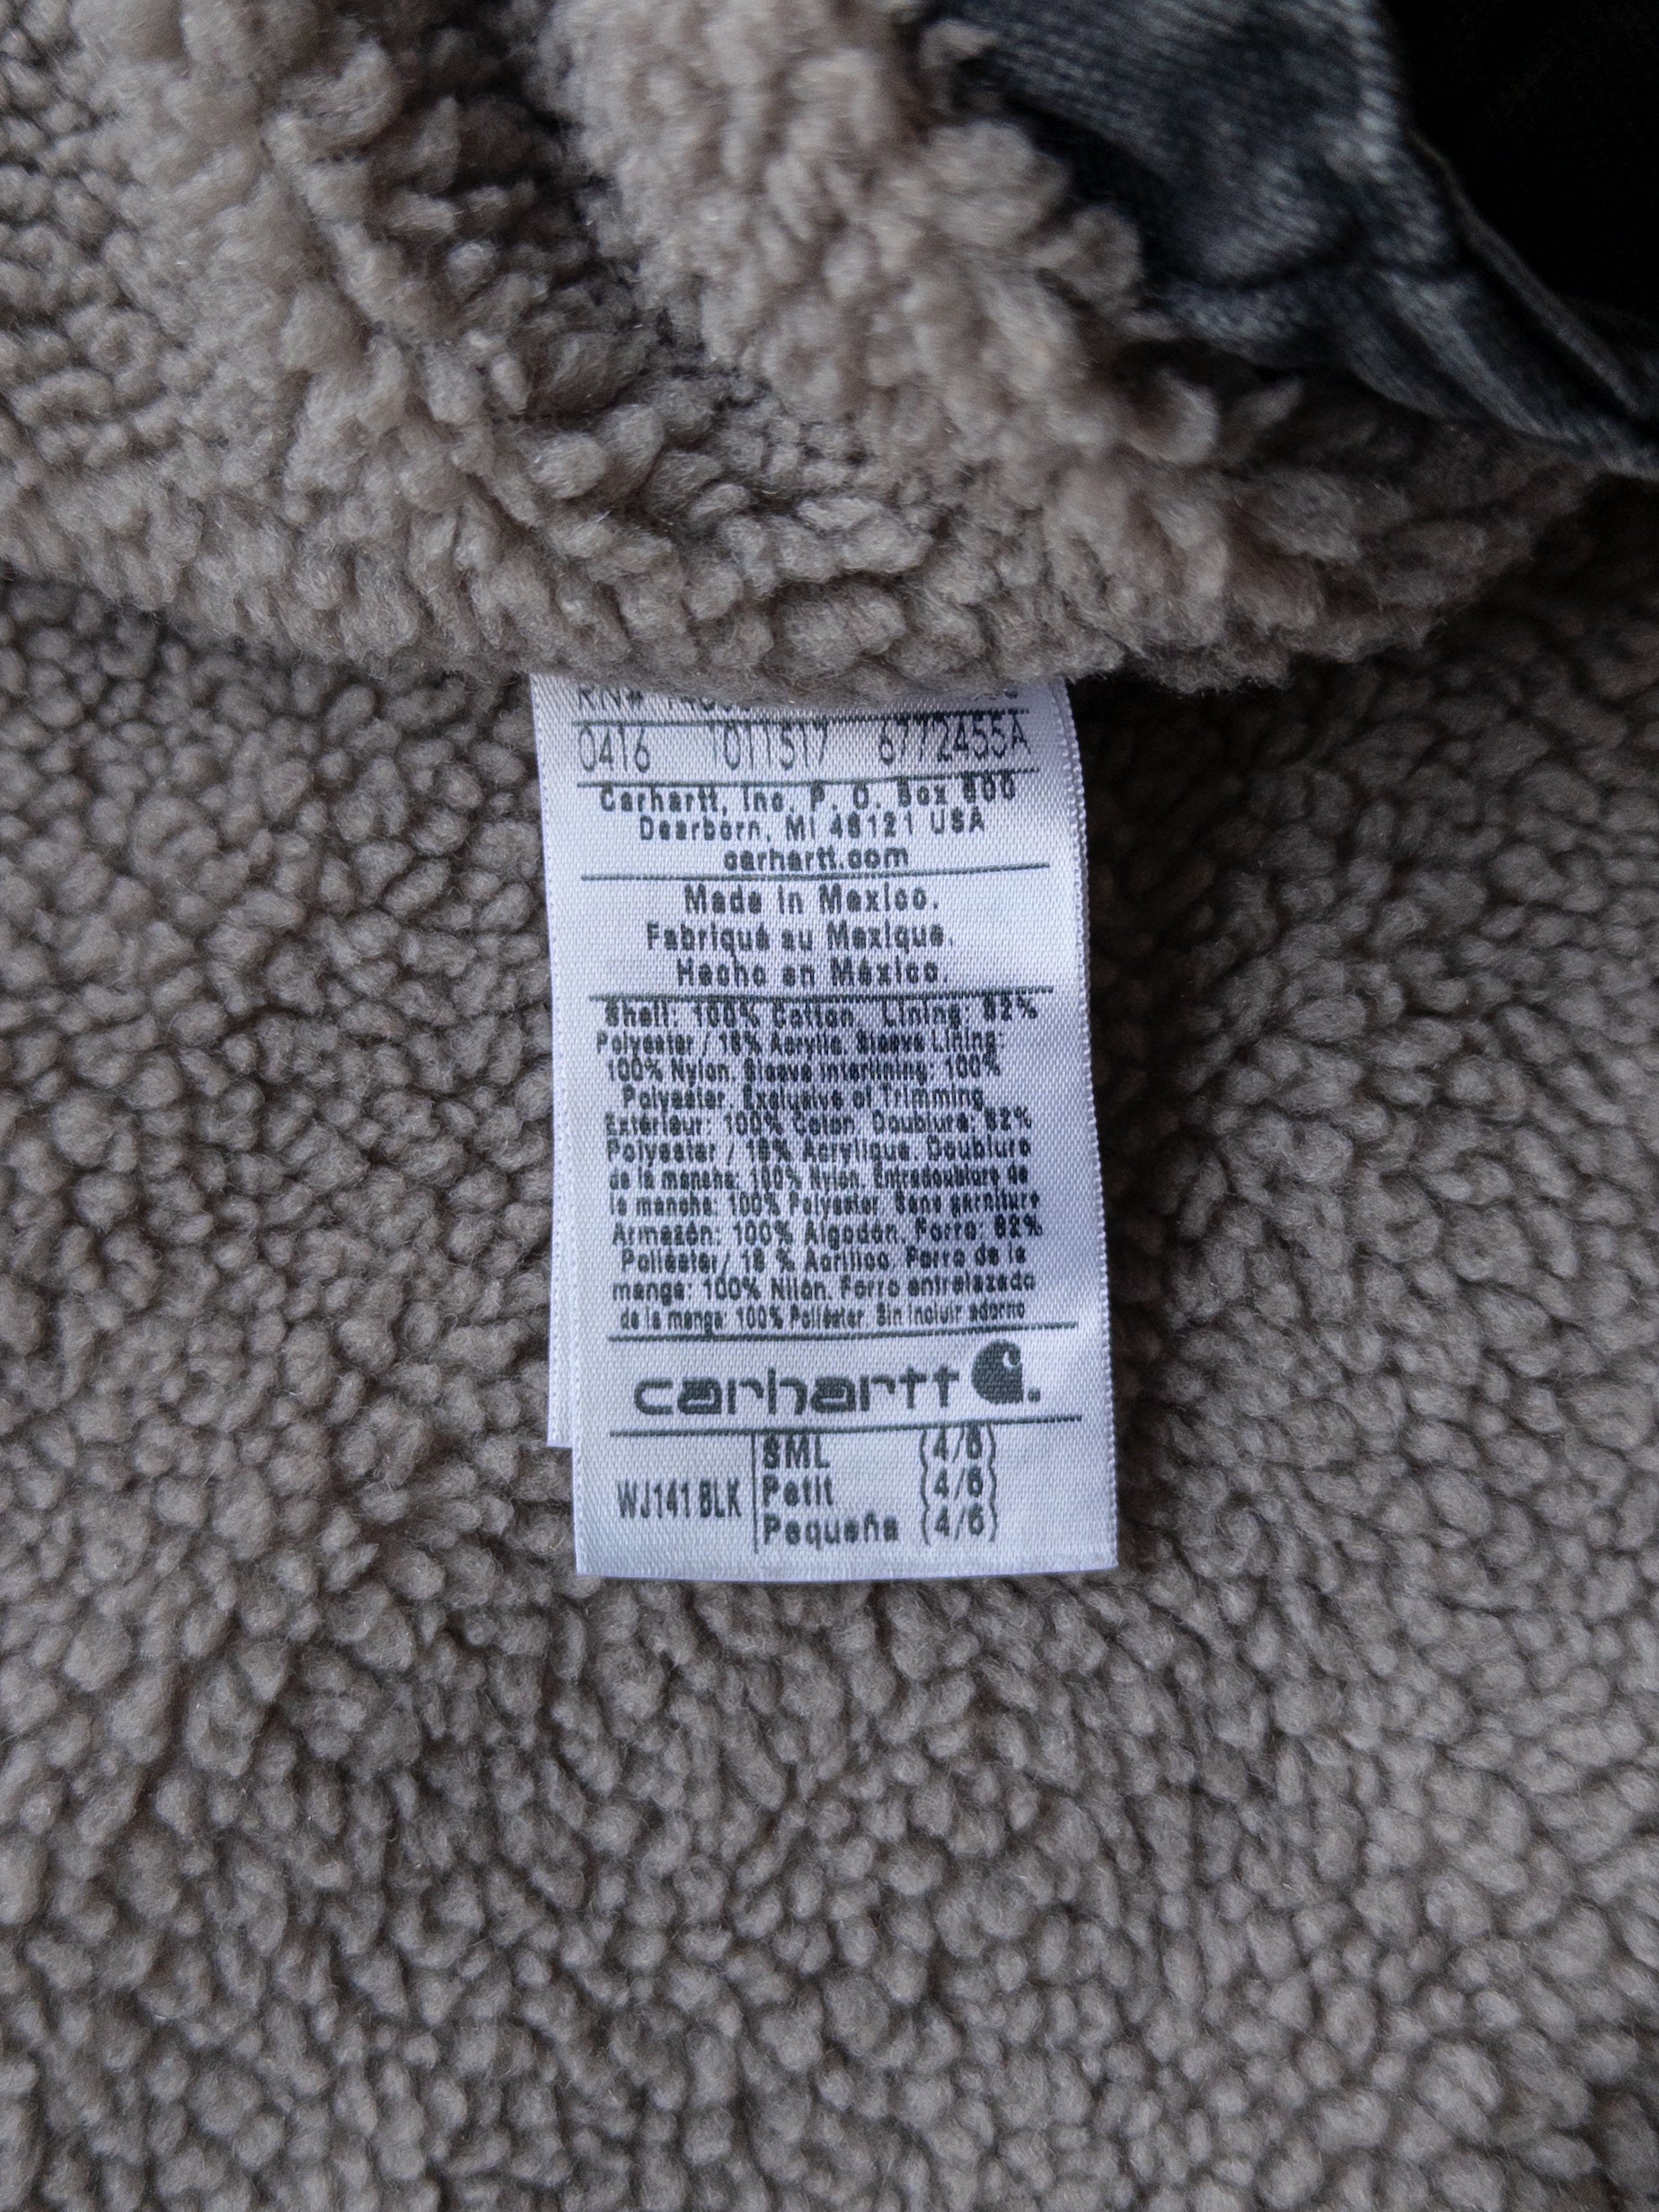 RN#
0416 1011517 6772455A
Carhartt, Inc. P. O. Box 600
Dearborn, MI 48121 USA
carhartt.com
Made in Mexico.
Fabriqué au Mexique.
Hecho en México.
Shell: 100% Cotton. Lining: 82%
Polyester / 18% Acrylic. Sleeve Lining:
100% Nylon. Sleeve Interlining: 100%
Polyester. Exclusive of Trimming
Extérieur: 100% Coton. Doublure: 82%
Polyester / 18% Acrylique. Doublure
de la manche: 100% Nylon. Entredoublure de
la manche: 100% Polyester. Sans garniture
Armazón: 100% Algodón. Forro: 82%
Poliéster/ 18 % Acrílico. Forro de la
manga: 100% Nilón. Forro entrelazado
de la manga: 100% Poliéster. Sin incluir adorno
carhartt
WJ141 BLK
SML (4/6)
Petit (4/6)
Pequeña (4/6)